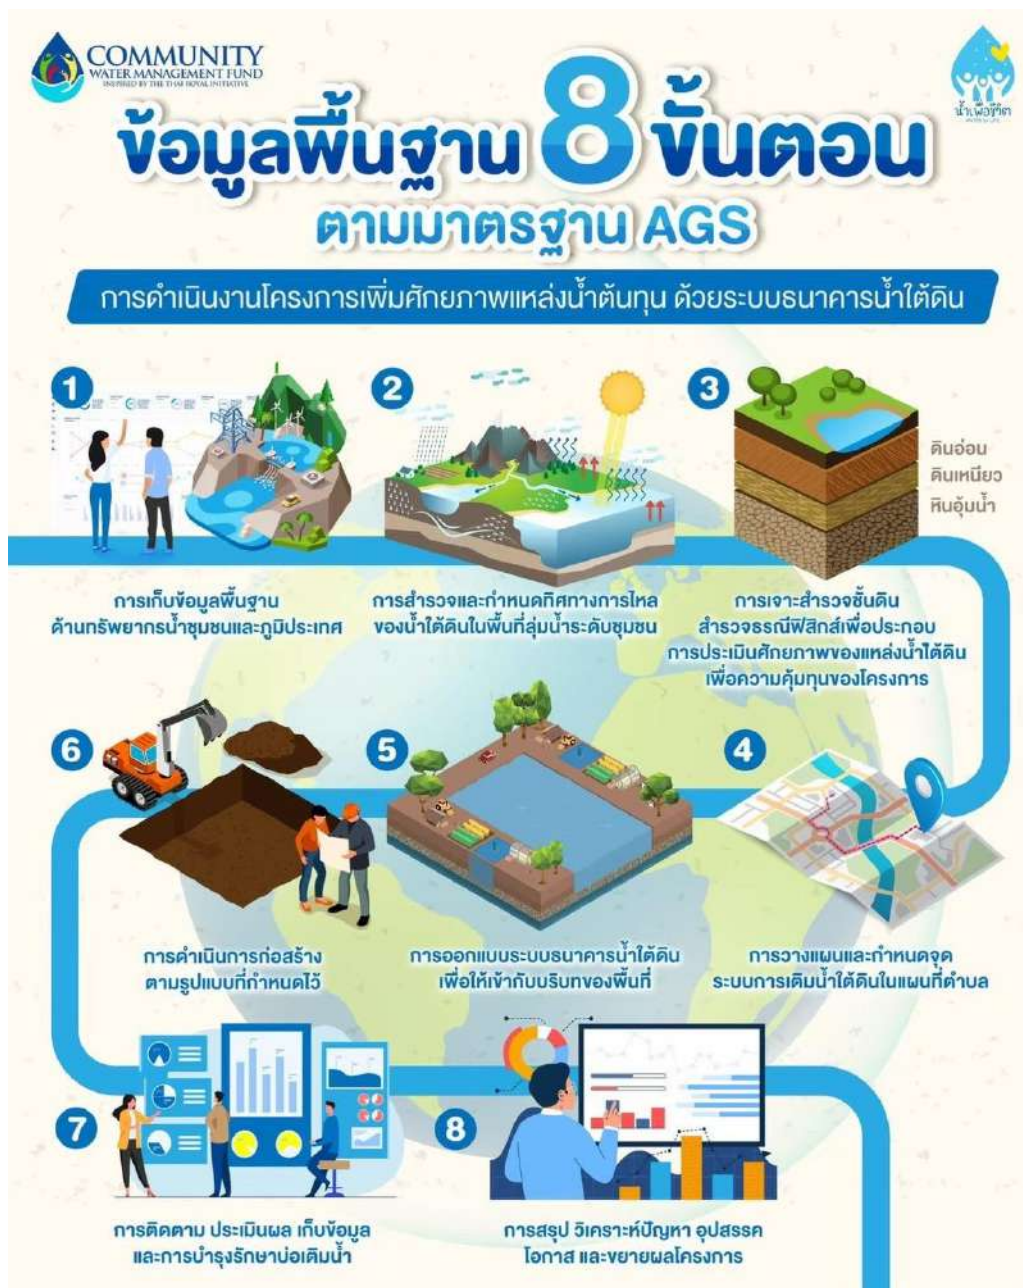 COMMUNITY
WATER MANAGEMENT FUND
INSPIRED BY THE THAI ROYAL INITIATIVE
น้ำเพื่อชีวิต
ข้อมูลพื้นฐาน 8 ขั้นตอน
ตามมาตรฐาน AGS
การดำเนินงานโครงการเพิ่มศักยภาพแหล่งน้ำต้นทุน ด้วยระบบธนาคารน้ำใต้ดิน
1
การเก็บข้อมูลพื้นฐาน
ด้านทรัพยากรน้ำชุมชนและภูมิประเทศ
2
การสำรวจและกำหนดทิศทางการไหล
ของน้ำใต้ดินในพื้นที่ลุ่มน้ำระดับชุมชน
3
ดินอ่อน
ดินเหนียว
หินอุ้มน้ำ
การเจาะสำรวจชั้นดิน
สำรวจธรณีฟิสิกส์เพื่อประกอบ
การประเมินศักยภาพของแหล่งน้ำใต้ดิน
เพื่อความคุ้มทุนของโครงการ
4
การวางแผนและกำหนดจุด
ระบบการเติมน้ำใต้ดินในแผนที่ตำบล
5
การออกแบบระบบธนาคารน้ำใต้ดิน
เพื่อให้เข้ากับบริบทของพื้นที่
6
การดำเนินการก่อสร้าง
ตามรูปแบบที่กำหนดไว้
7
การติดตาม ประเมินผล เก็บข้อมูล
และการบำรุงรักษาบ่อเติมน้ำ
8
การสรุป วิเคราะห์ปัญหา อุปสรรค
โอกาส และขยายผลโครงการ